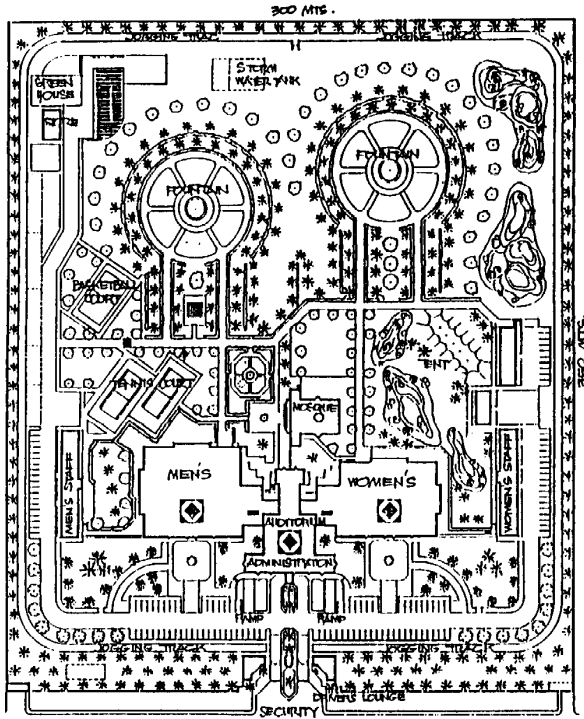 300 MTS.
JOGGING TRAC
JOGGING TRACK
GREEN
HOUSE
STORM
WATER TANK
FOUNTAIN
FOUNTAIN
BASKETBALL
COURT
TENNIS COURT
TENT
MOSQUE
MEN'S
WOMEN'S
MEN'S STAFF
WOMEN'S STAFF
AUDITORIUM
ADMINISTRATION
RAMP
RAMP
JOGGING TRACK
JOGGING TRACK
DRIVERS LOUNGE
SECURITY